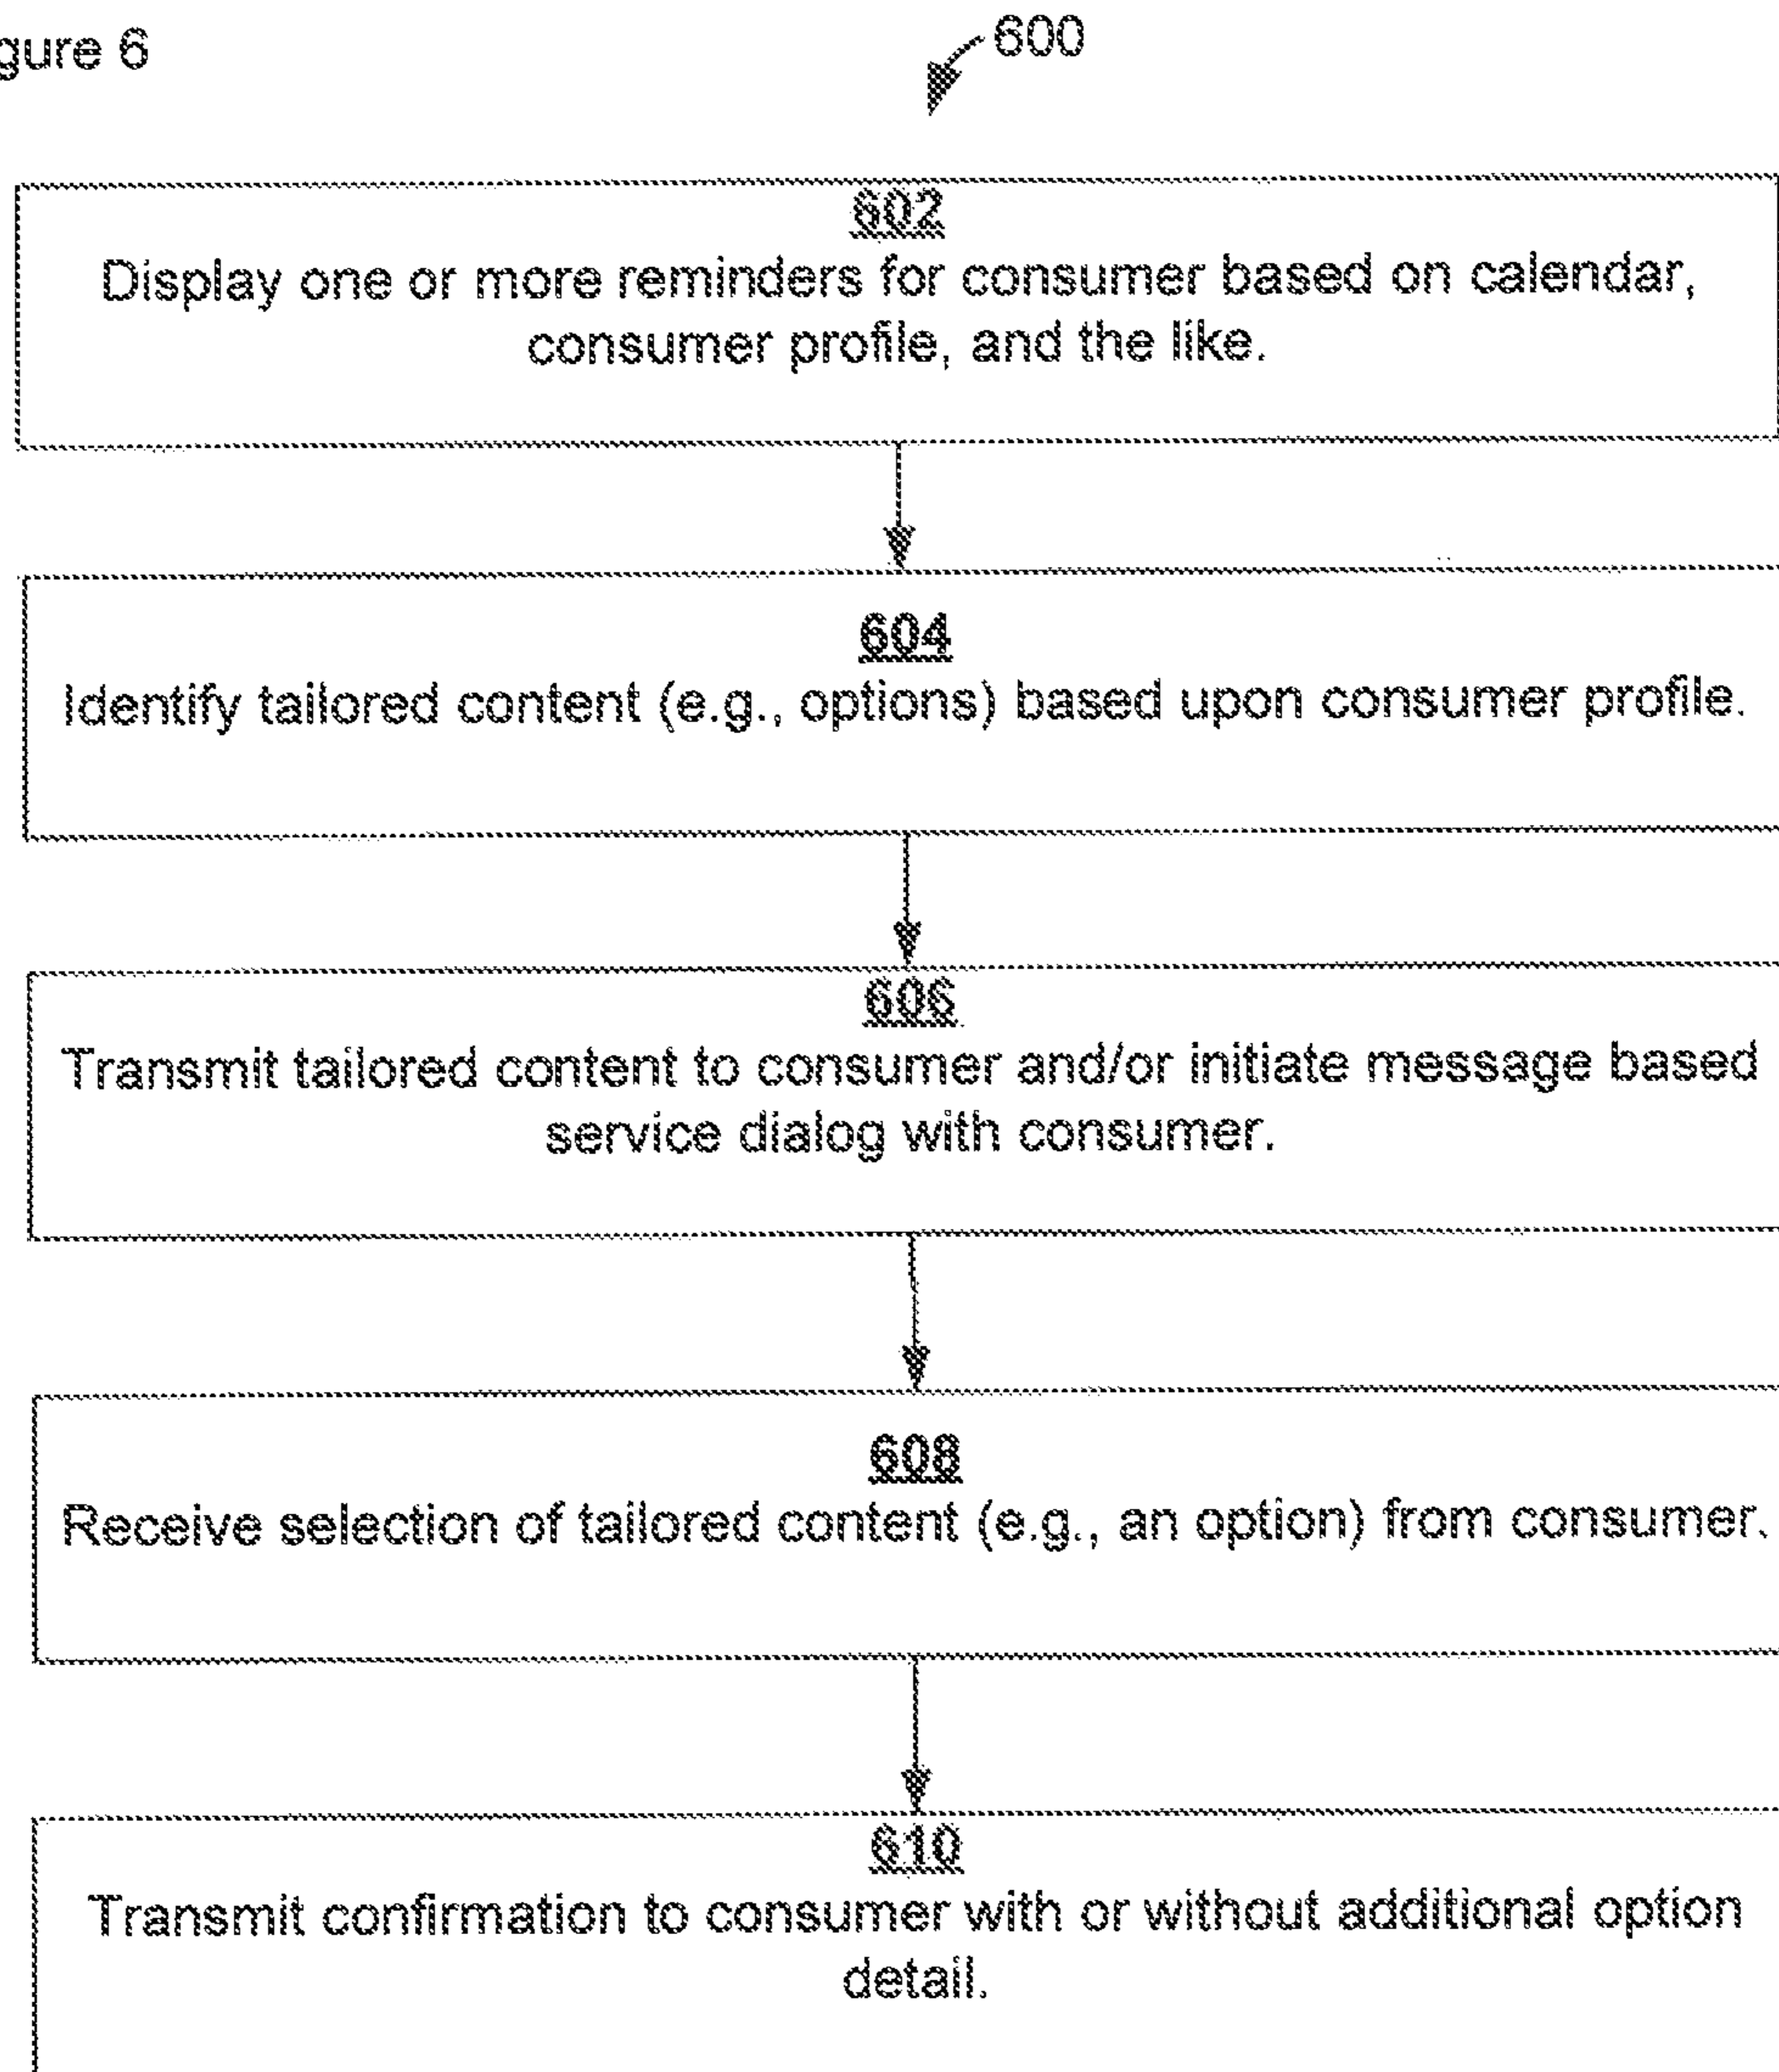 gure 6
600
602
Display one or more reminders for consumer based on calendar,
consumer profile, and the like.
604
Identify tailored content (e.g., options) based upon consumer profile.
606
Transmit tailored content to consumer and/or initiate message based
service dialog with consumer.
608
Receive selection of tailored content (e.g., an option) from consumer.
610
Transmit confirmation to consumer with or without additional option
detail.